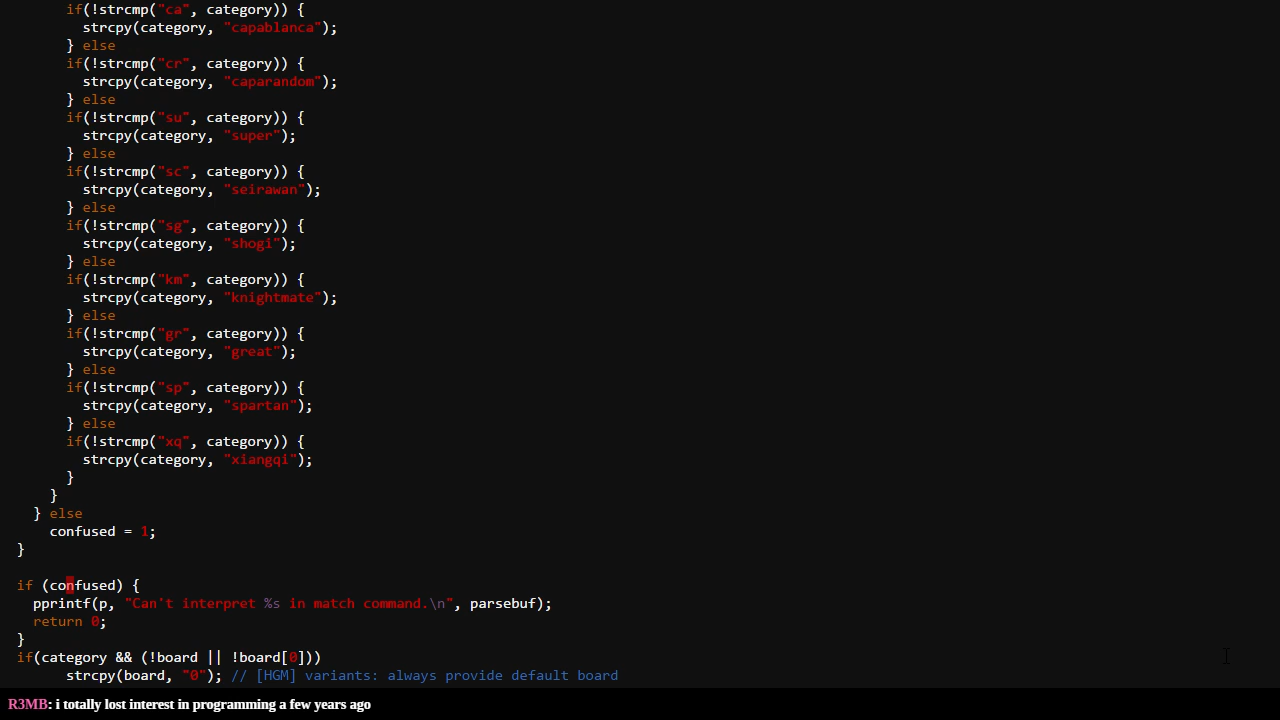 if(!strcmp("ca", category)) {
strcpy(category, "capablanca");
} else
if(!strcmp("cr", category)) {
strcpy(category, "caparandom");
} else
if(!strcmp("su", category)) {
strcpy(category, "super");
} else
if(!strcmp("sc", category)) {
strcpy(category, "seirawan");
} else
if(!strcmp("sg", category)) {
strcpy(category, "shogi");
} else
if(!strcmp("km", category)) {
strcpy(category, "knightmate");
} else
if(!strcmp("gr", category)) {
strcpy(category, "great");
} else
if(!strcmp("sp", category)) {
strcpy(category, "spartan");
} else
if(!strcmp("xq", category)) {
strcpy(category, "xiangqi");
}
}
} else
confused = 1;
}
if (confused) {
pprintf(p, "Can't interpret %s in match command.\n", parsebuf);
return 0;
}
if(category && (!board || !board[0]))
strcpy(board, "0"); // [HGM] variants: always provide default board
R3MB: i totally lost interest in programming a few years ago